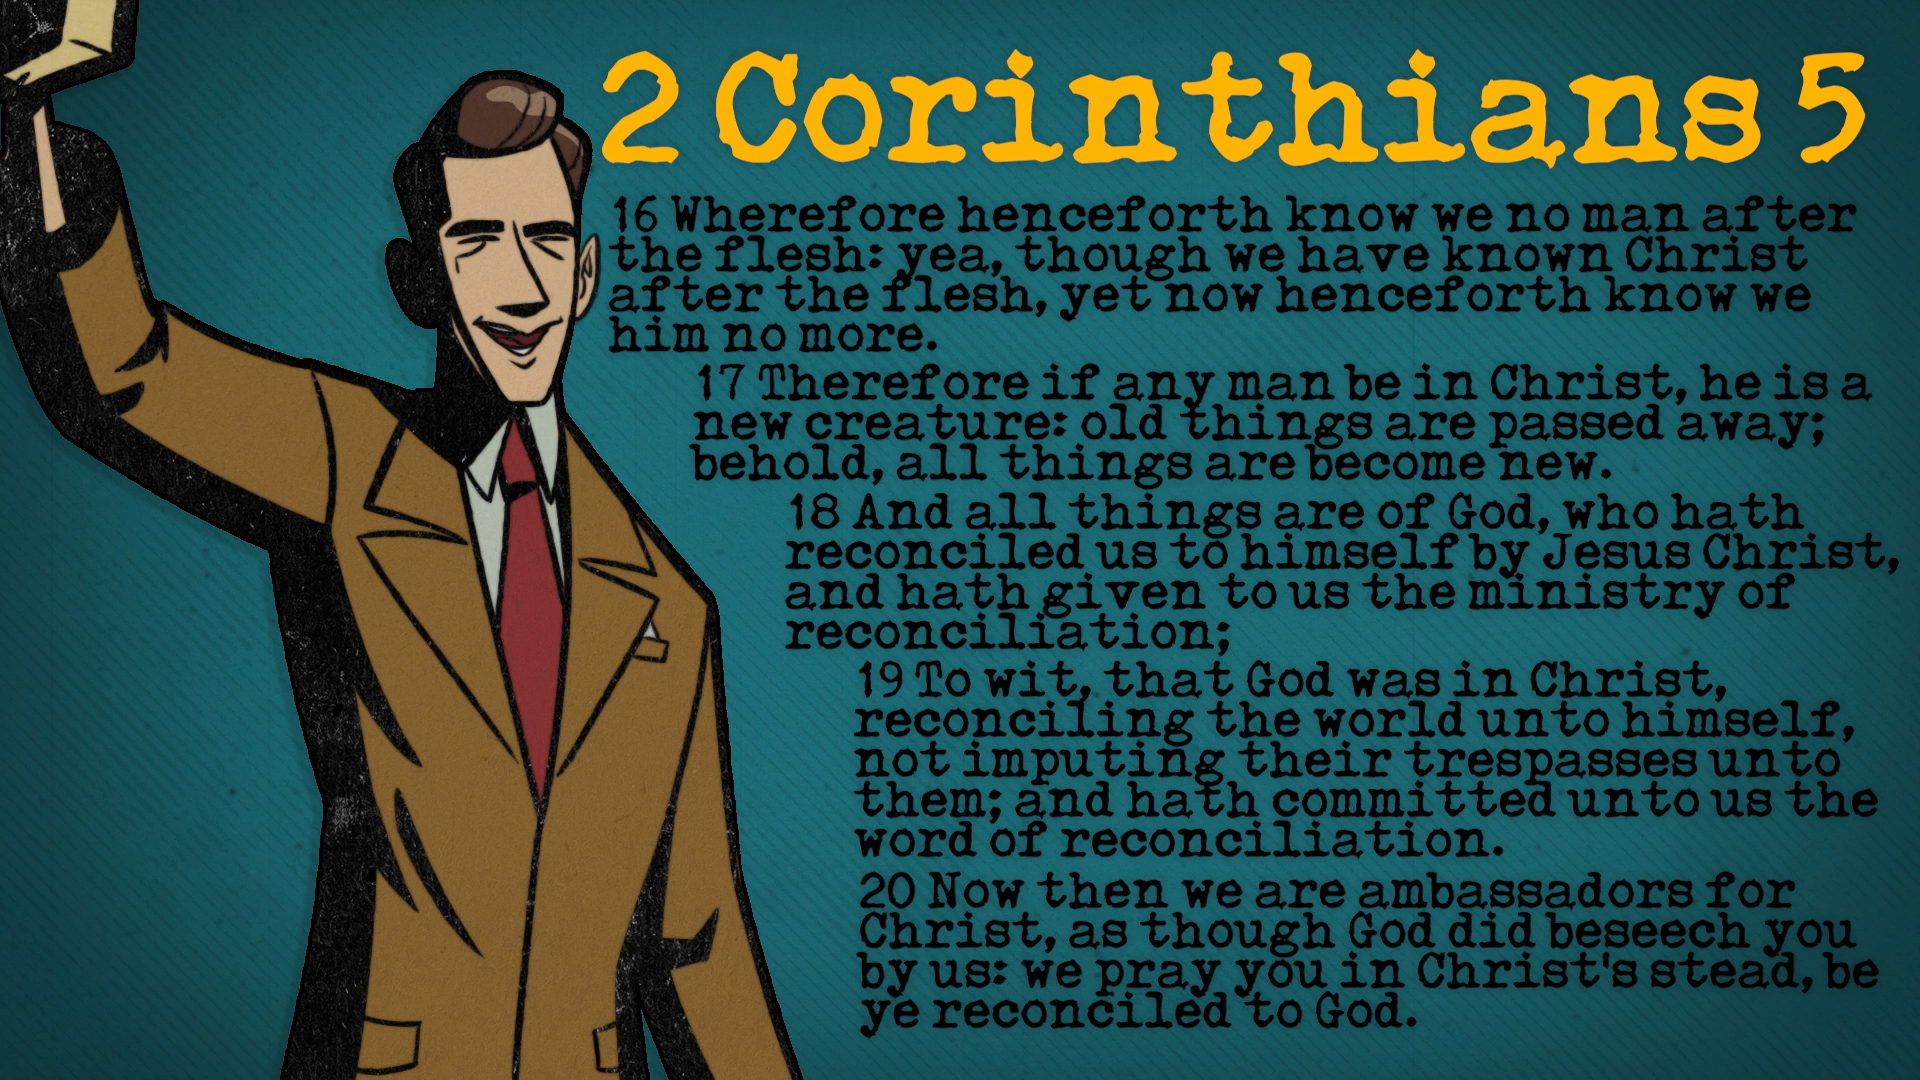 2 Corinthians 5
16 Wherefore henceforth know we no man after
the flesh: yea, though we have known Christ
after the flesh, yet now henceforth know we
him no more.
17 Therefore if any man be in Christ, he is a
new creature: old things are passed away;
behold, all things are become new.
18 And all things are of God, who hath
reconciled us to himself by Jesus Christ,
and hath given to us the ministry of
reconciliation;
19 To wit, that God was in Christ,
reconciling the world unto himself,
not imputing their trespasses unto
them; and hath committed unto us the
word of reconciliation.
20 Now then we are ambassadors for
Christ, as though God did beseech you
by us: we pray you in Christ's stead, be
ye reconciled to God.